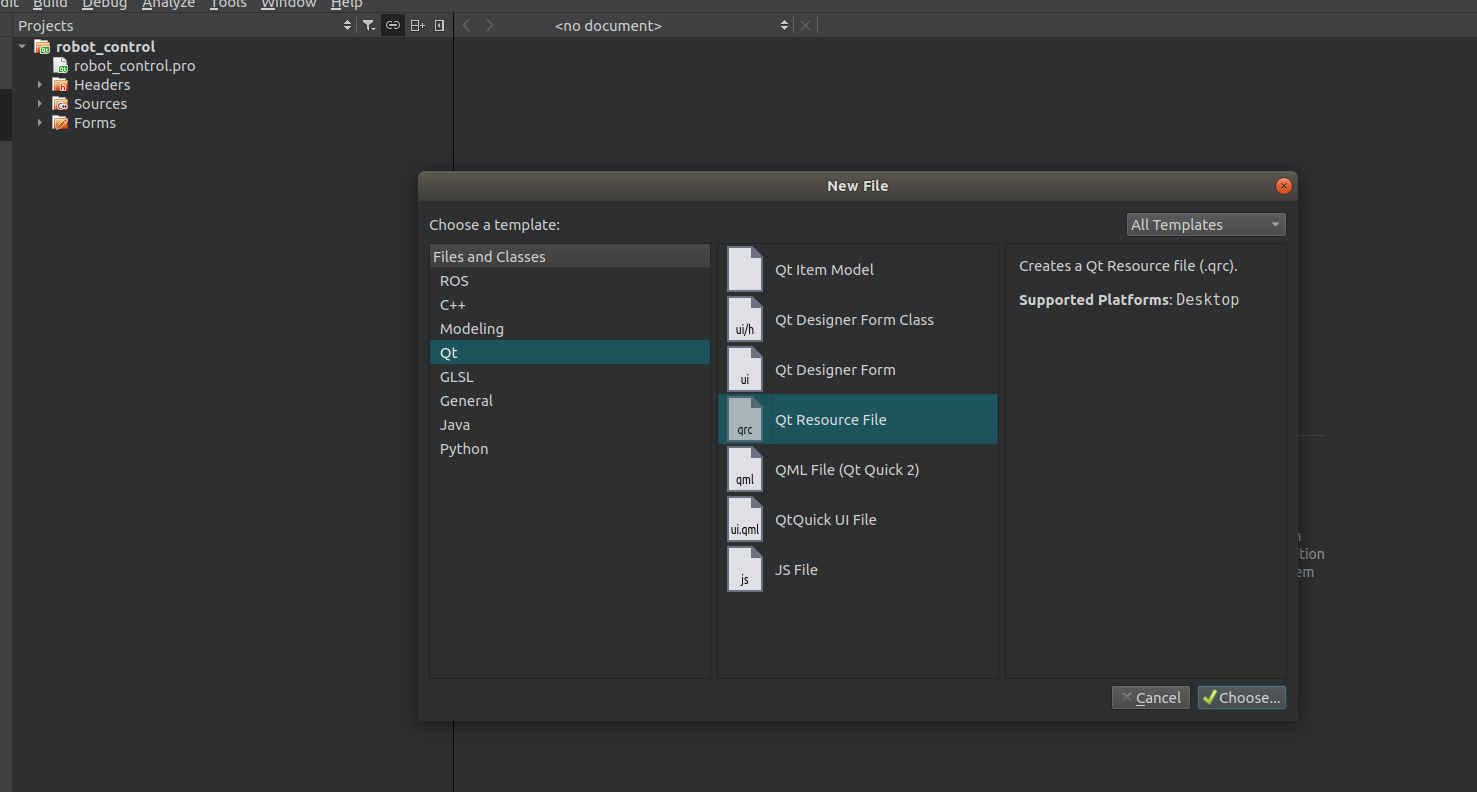 dit Build Debug Analyze Tools Window Help
Projects
<no document>
robot_control
robot_control.pro
Headers
Sources
Forms
New File
Choose a template:
All Templates
Files and Classes
ROS
C++
Modeling
Qt
GLSL
General
Java
Python
Qt Item Model
ui/h
Qt Designer Form Class
ui
Qt Designer Form
qrc
Qt Resource File
qml
QML File (Qt Quick 2)
ui.qml
QtQuick UI File
js
JS File
Creates a Qt Resource file (.qrc).
Supported Platforms: Desktop
tion
em
Cancel
Choose...